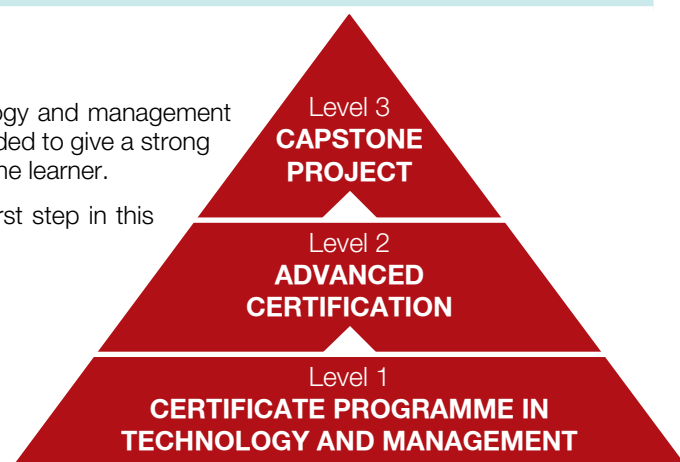 ogy and management
ded to give a strong
ne learner.
rst step in this
Level 3
CAPSTONE
PROJECT
Level 2
ADVANCED
CERTIFICATION
Level 1
CERTIFICATE PROGRAMME IN
TECHNOLOGY AND MANAGEMENT